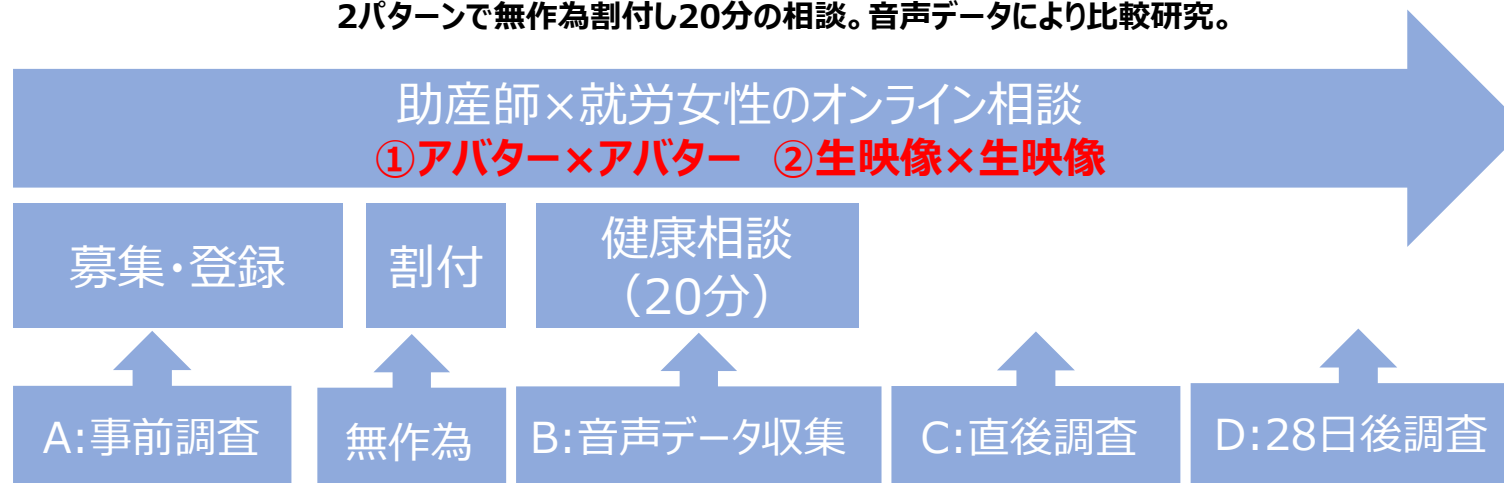 2パターンで無作為割付し20分の相談。音声データにより比較研究。
助産師×就労女性のオンライン相談
①アバター×アバター ②生映像×生映像
募集・登録
割付
健康相談
（20分）
A:事前調査
無作為
B:音声データ収集
C:直後調査
D:28日後調査